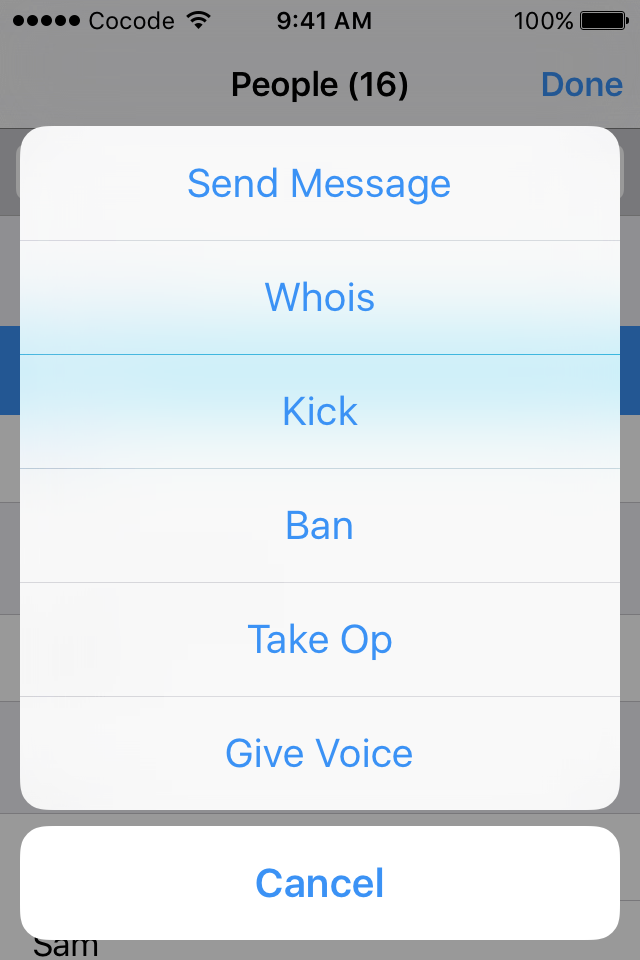 Cocode 9:41 AM 100%
People (16) Done
Send Message
Whois
Kick
Ban
Take Op
Give Voice
Cancel
Sam